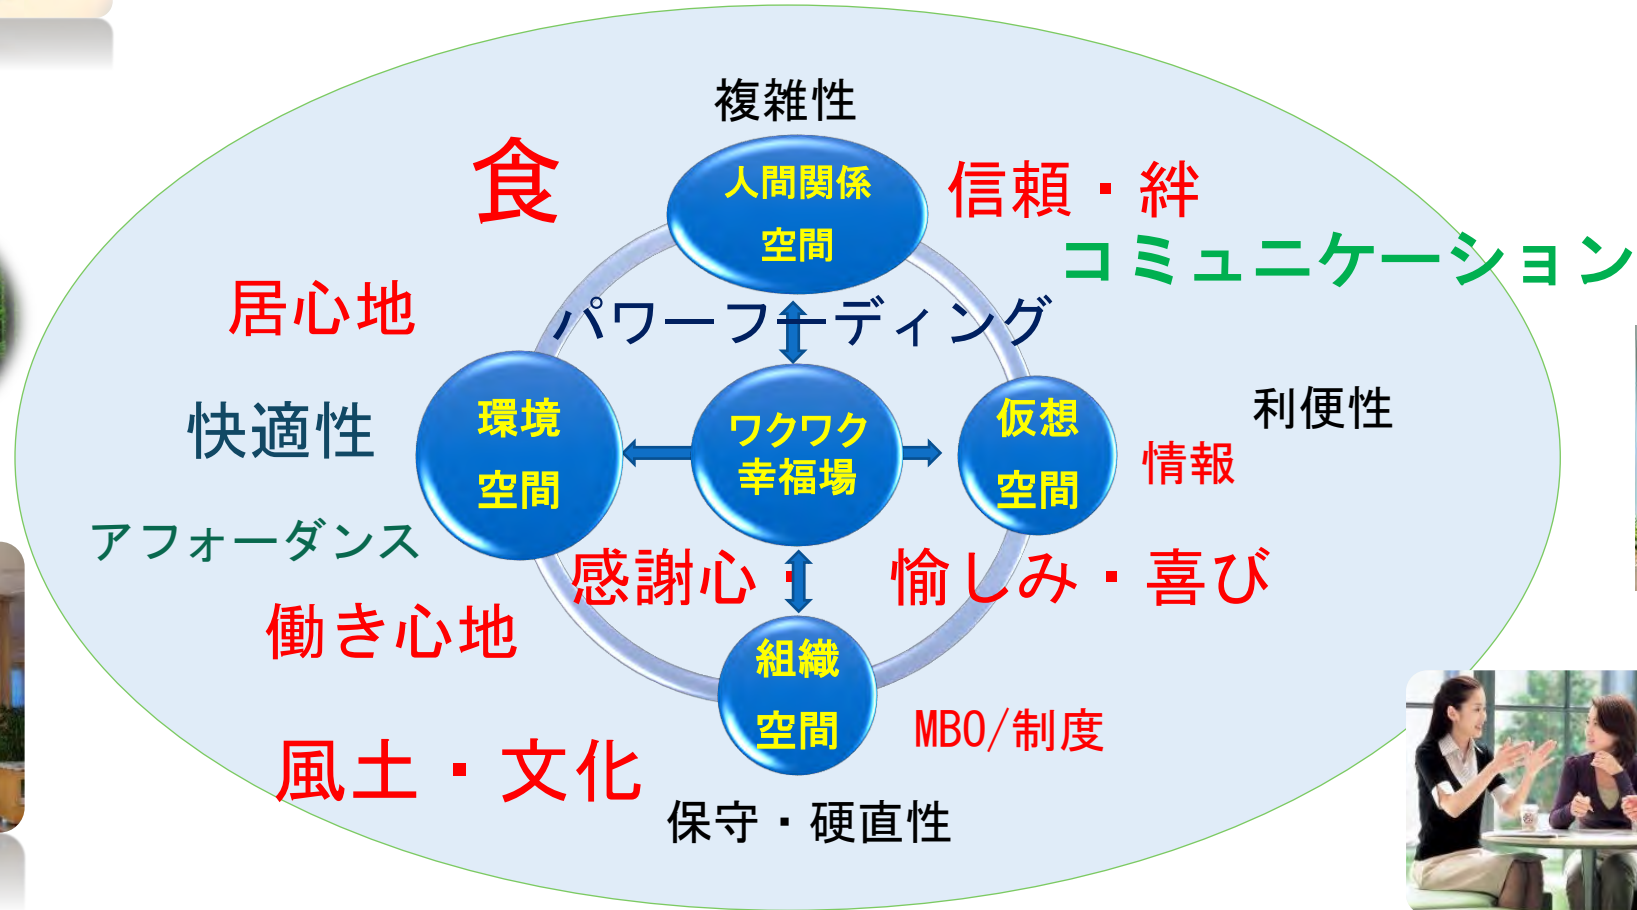 複雑性
食
人間関係
空間
信頼・絆
コミュニケーション
居心地
パワーフーディング
快適性
環境
空間
ワクワク
幸福場
仮想
空間
利便性
情報
アフォーダンス
感謝心・　愉しみ・喜び
働き心地
組織
空間
MBO/制度
風土・文化
保守・硬直性